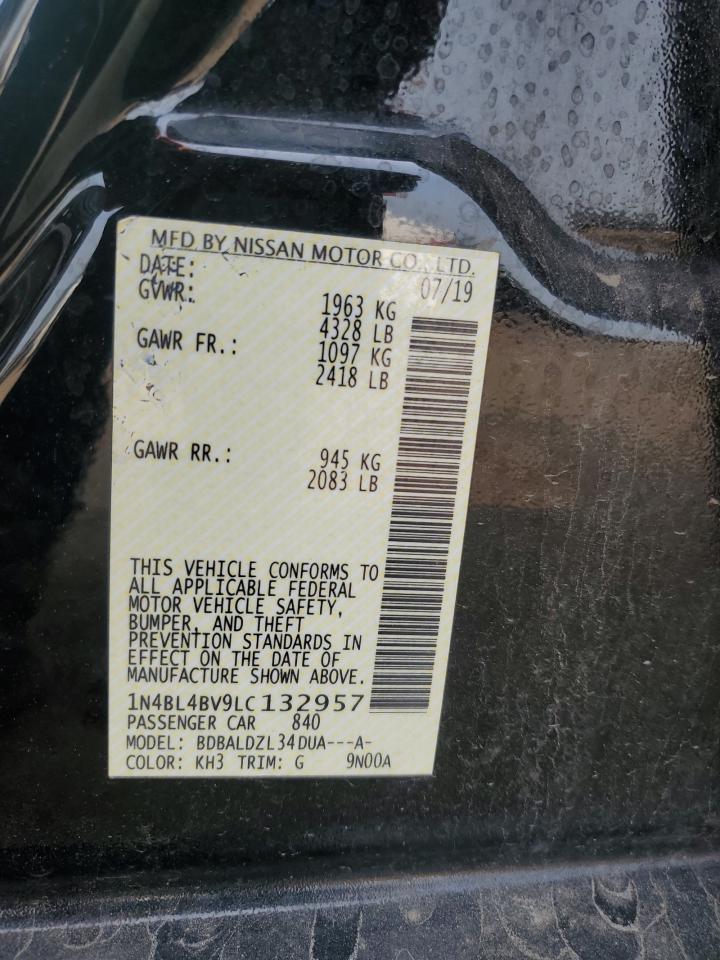 MFD BY NISSAN MOTOR CO., LTD.
DATE: 07/19
GVWR: 1963 KG
4328 LB
GAWR FR.: 1097 KG
2418 LB
GAWR RR.: 945 KG
2083 LB
THIS VEHICLE CONFORMS TO
ALL APPLICABLE FEDERAL
MOTOR VEHICLE SAFETY,
BUMPER, AND THEFT
PREVENTION STANDARDS IN
EFFECT ON THE DATE OF
MANUFACTURE SHOWN ABOVE.
1N4BL4BV9LC132957
PASSENGER CAR 840
MODEL: BDBALDZL34DUA---A-
COLOR: KH3 TRIM: G 9N00A